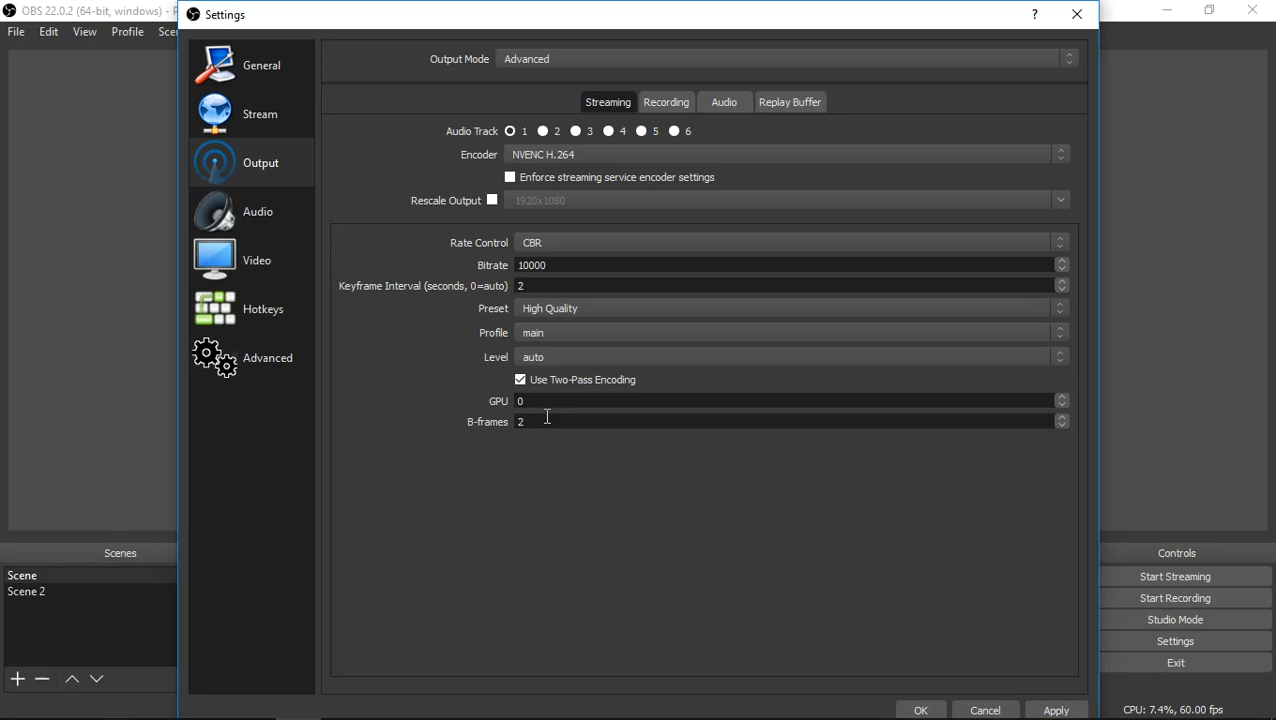 OBS 22.0.2 (64-bit, windows) -
File Edit View Profile
Settings
?
General
Stream
Output
Audio
Video
Hotkeys
Advanced
Output Mode Advanced
Streaming Recording Audio Replay Buffer
Audio Track 1 2 3 4 5 6
Encoder NVENC H.264
Enforce streaming service encoder settings
Rescale Output 1920x1080
Rate Control CBR
Bitrate 10000
Keyframe Interval (seconds, 0=auto) 2
Preset High Quality
Profile main
Level auto
Use Two-Pass Encoding
GPU 0
B-frames 2
OK Cancel Apply
Scenes
Scene
Scene 2
Controls
Start Streaming
Start Recording
Studio Mode
Settings
Exit
CPU: 7.4%, 60.00 fps